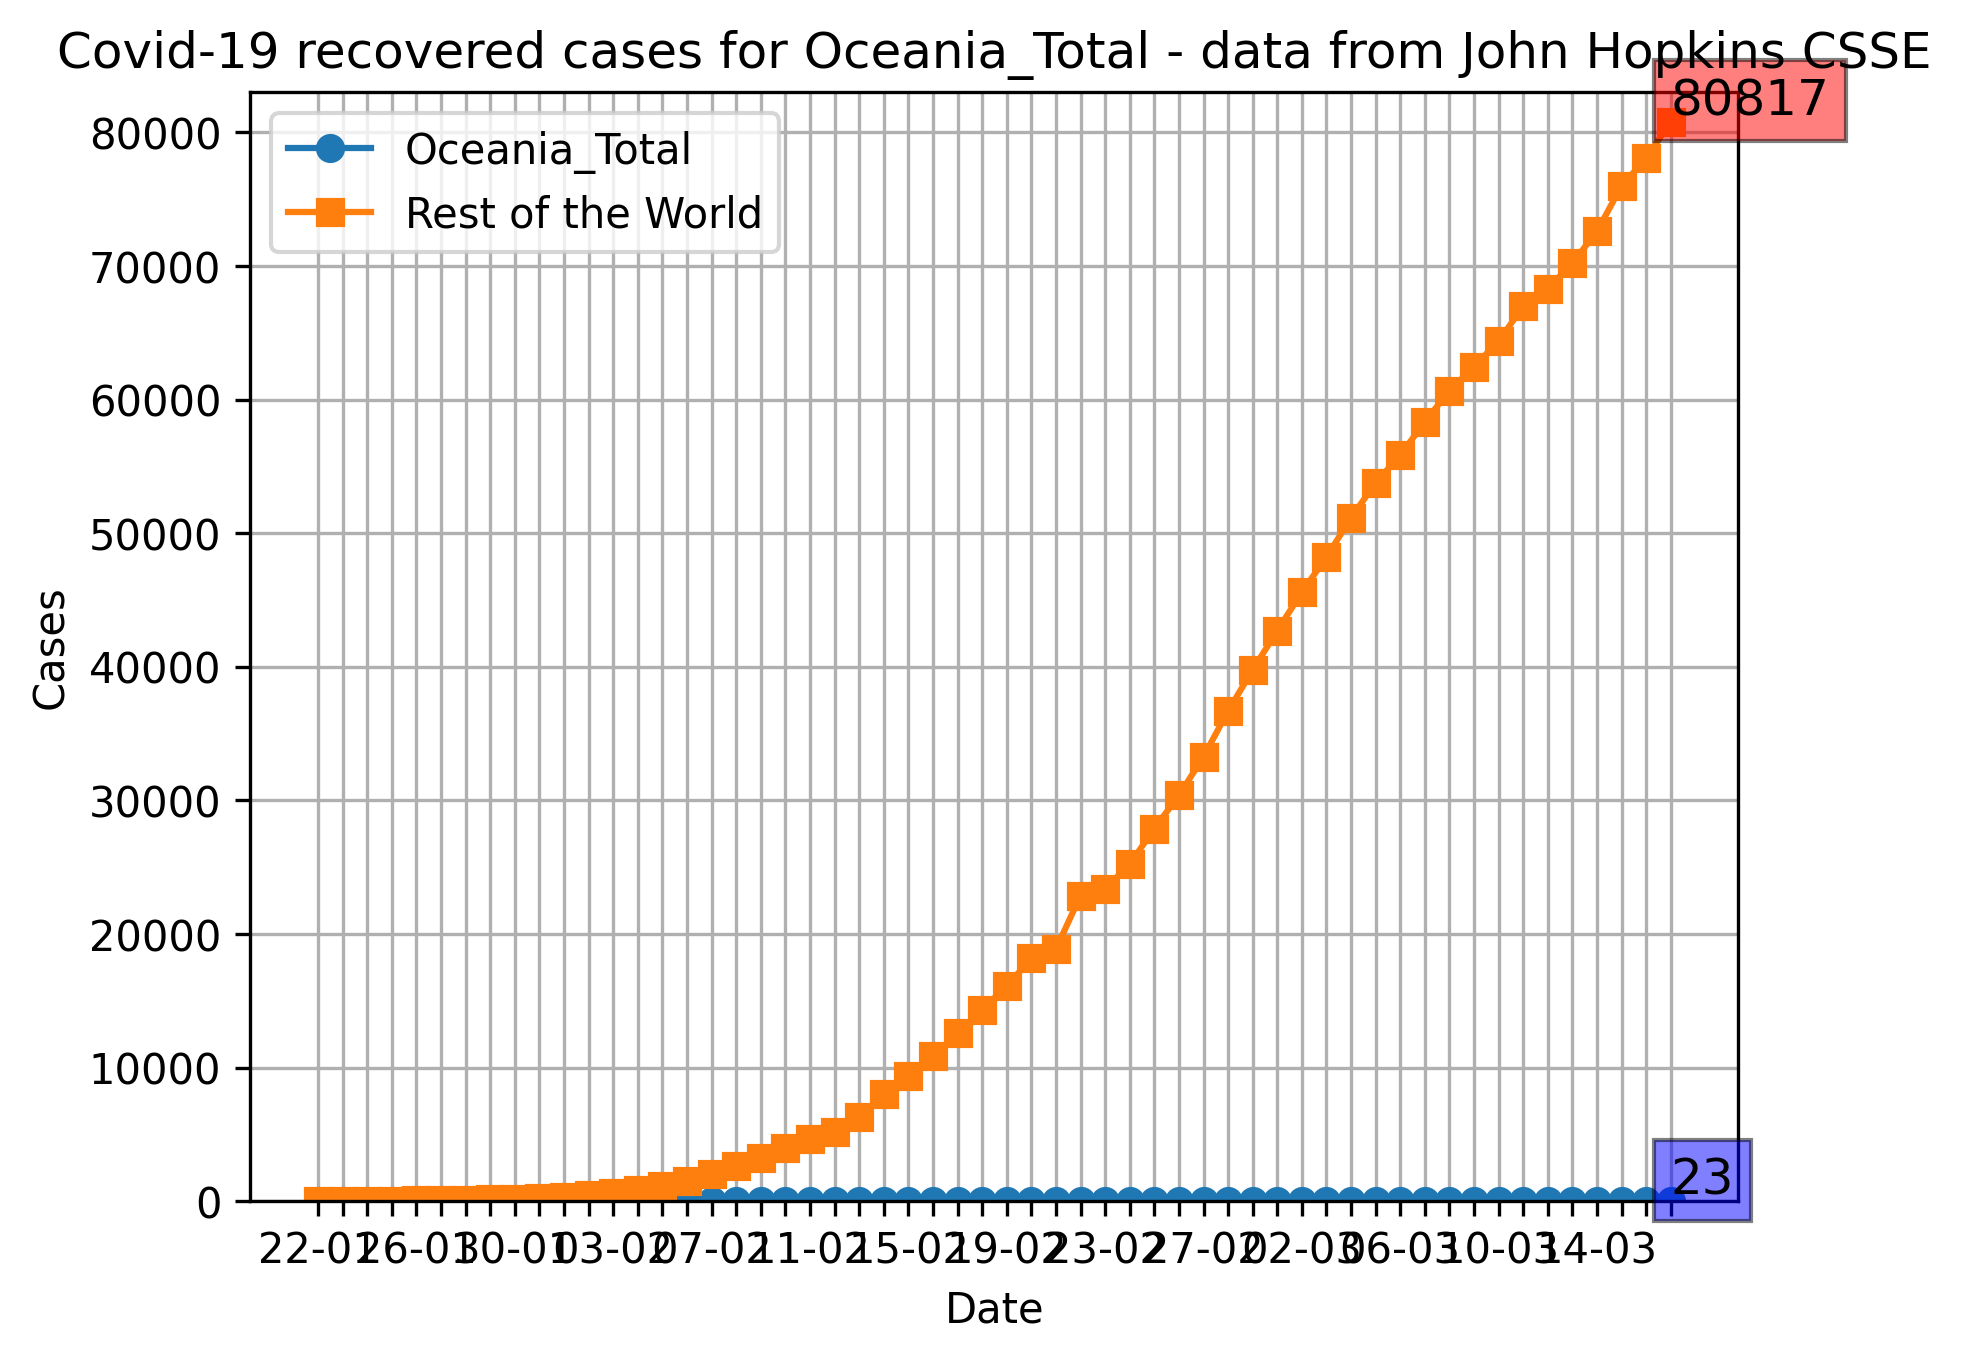 Covid-19 recovered cases for Oceania_Total - data from John Hopkins CSSE
80817
Oceania_Total
Rest of the World
80000
70000
60000
50000
40000
30000
20000
10000
0
Cases
23
22-01 26-01 30-01 03-02 07-02 11-02 15-02 19-02 23-02 27-02 02-03 06-03 10-03 14-03
Date